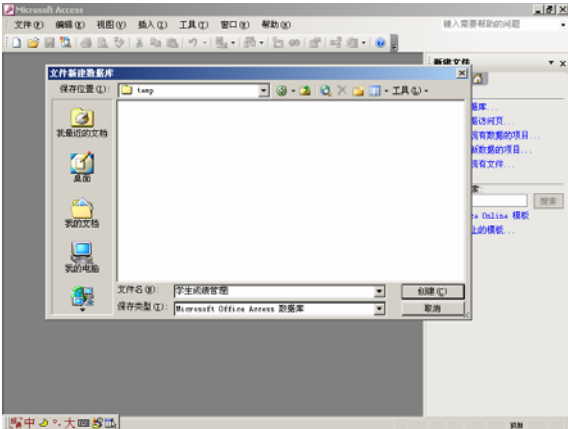 Microsoft Access
文件(F) 编辑(E) 视图(V) 插入(I) 工具(T) 窗口(W) 帮助(H)
键入需要帮助的问题
新建文件
文件新建数据库
保存位置(I): temp
工具(L)
我最近的文档
桌面
我的文档
我的电脑
文件名(N): 学生成绩管理
创建(C)
保存类型(T): Microsoft Office Access 数据库
取消
据库...
据访问页...
现有数据的项目...
新数据的项目...
现有文件...
索:
搜索
Online 模板
上的模板...
中 大